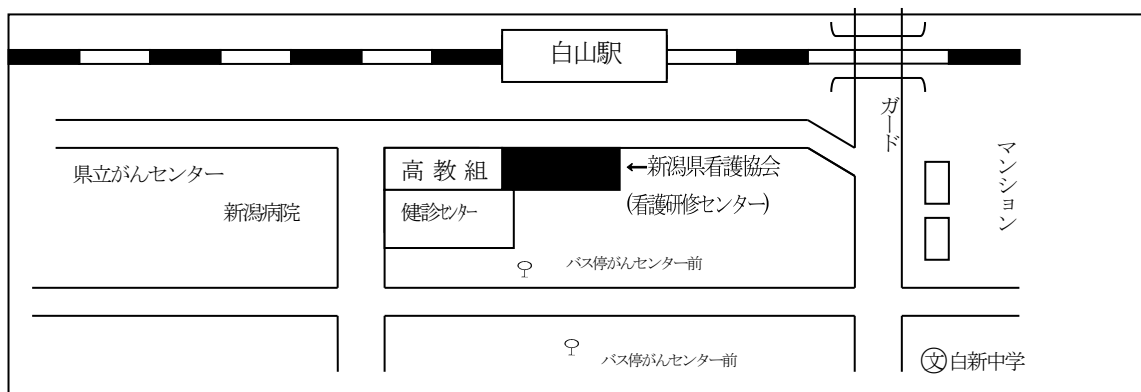 白山駅
ガード
高教組
←新潟県看護協会
マンション
県立がんセンター
新潟病院
健診センター
(看護研修センター)
バス停がんセンター前
バス停がんセンター前
文
白新中学